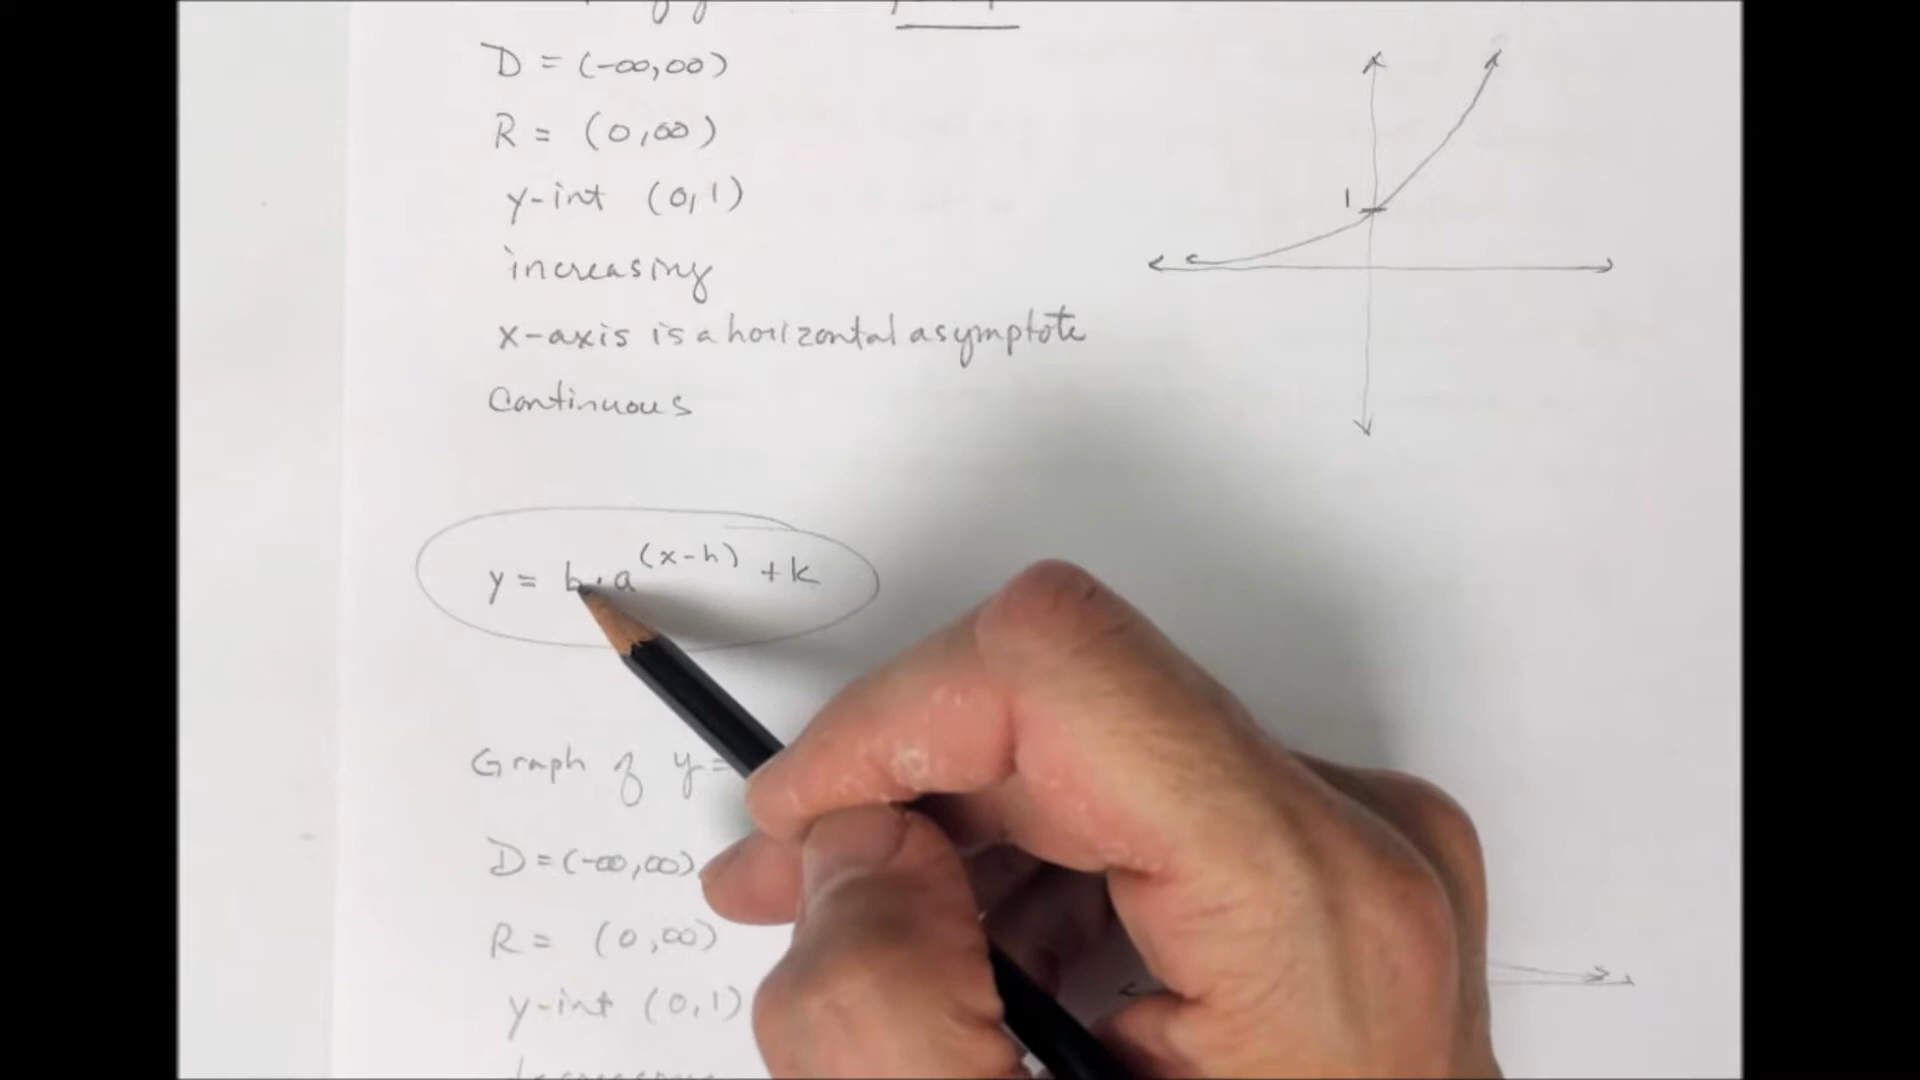 D = (-∞,∞)
R = (0,∞)
y-int (0,1)
increasing
x-axis is a horizontal asymptote
Continuous
1
y = b·a^(x-h) + k
Graph of y =
D = (-∞,∞)
R = (0,∞)
y-int (0,1)